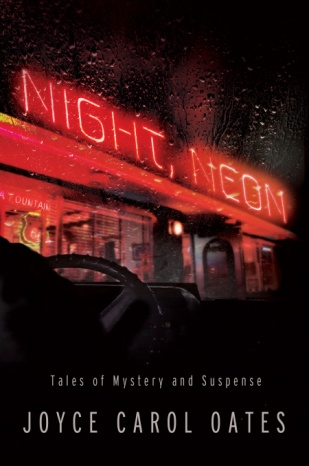 NIGHT, NEON
FOUNTAIN
Tales of Mystery and Suspense
JOYCE CAROL OATES